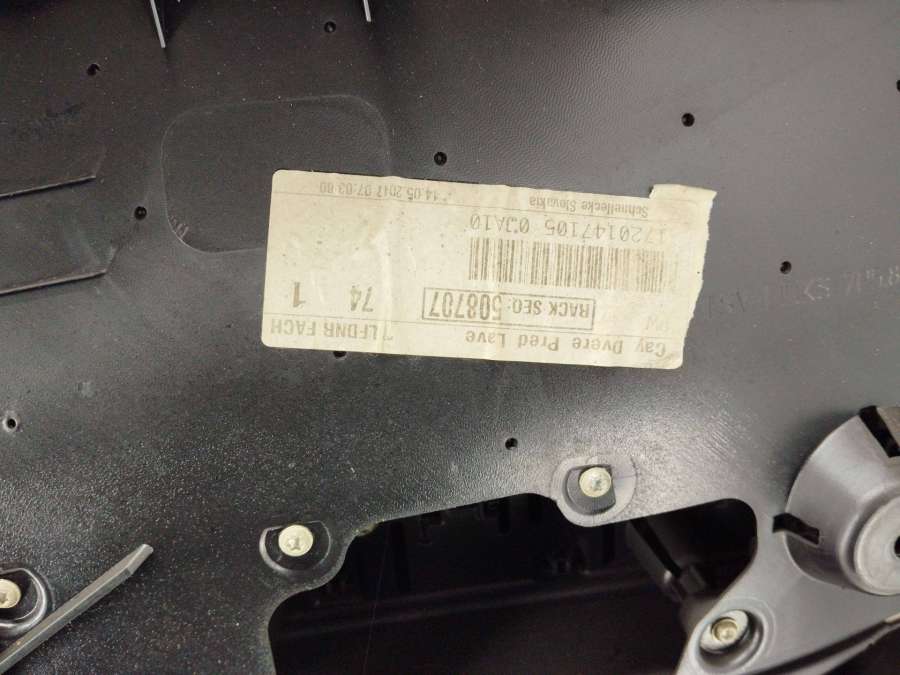 Cay Dvere Pred Lave
LFDNR FACH
RACK SEQ: 508707
74 1
1720147105 0JA10
Schnellecke Slovakia
14.05.2017 07:03:00